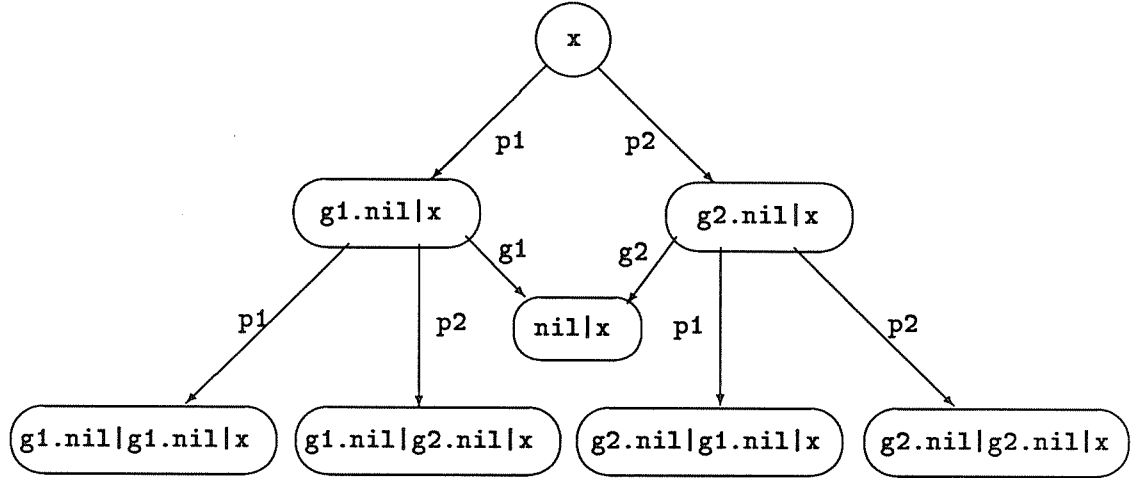 x
p1 p2
g1.nil|x g2.nil|x
g1 g2
p1 p2 nil|x p1 p2
g1.nil|g1.nil|x g1.nil|g2.nil|x g2.nil|g1.nil|x g2.nil|g2.nil|x